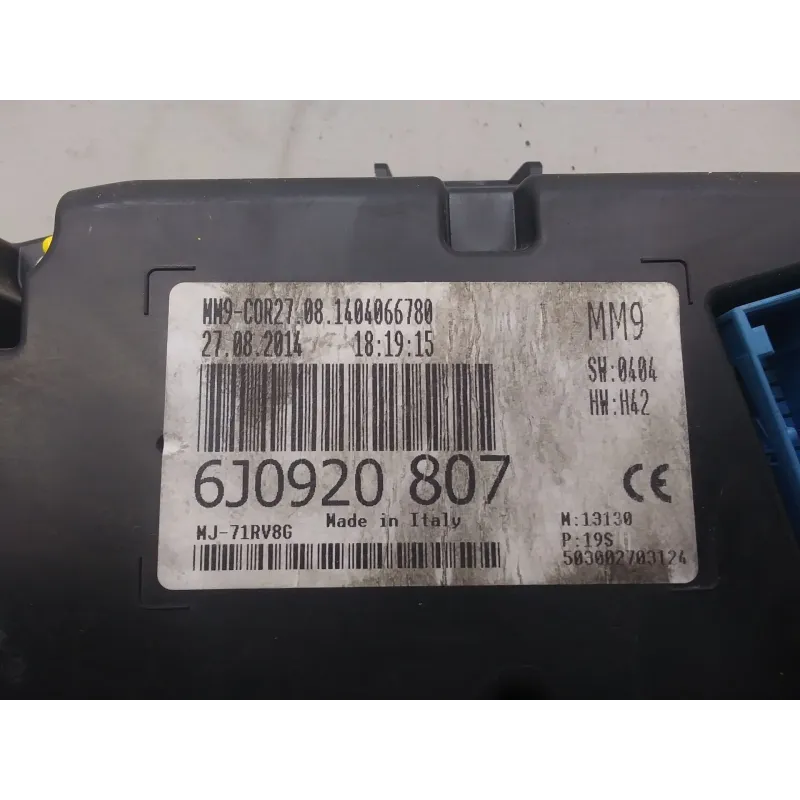 MM9-COR27.08.1404066780
27.08.2014 18:19:15
MM9
SW:0404
HW:H42
6J0920 807
CE
Made in Italy
MJ-71RV8G
M:13130
P:19S
503002703124